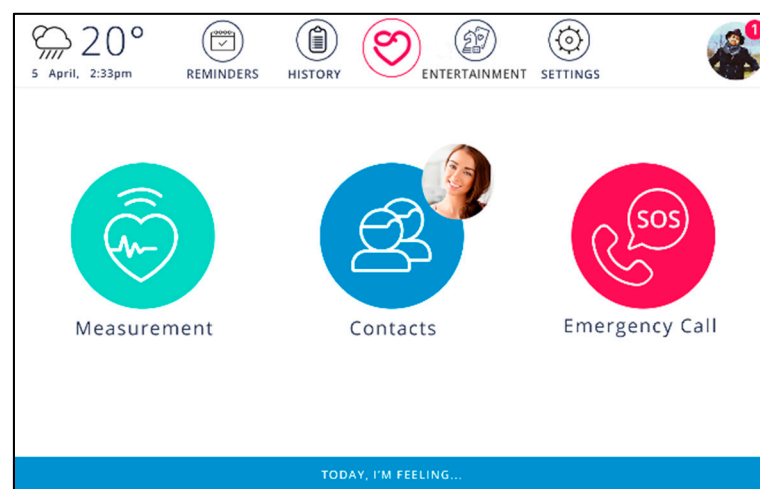 20°
5 April, 2:33pm
REMINDERS
HISTORY
ENTERTAINMENT
SETTINGS
1
SOS
Measurement
Contacts
Emergency Call
TODAY, I'M FEELING...